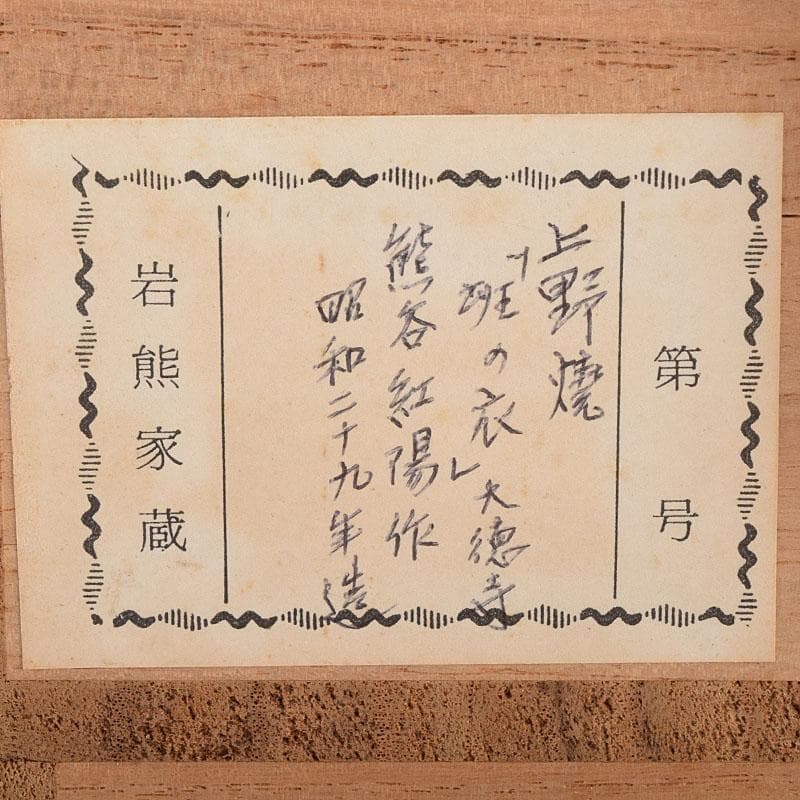 第 号
上野焼
「班の衣」大徳寺
熊谷紅陽作
昭和二十九年造
岩熊家蔵